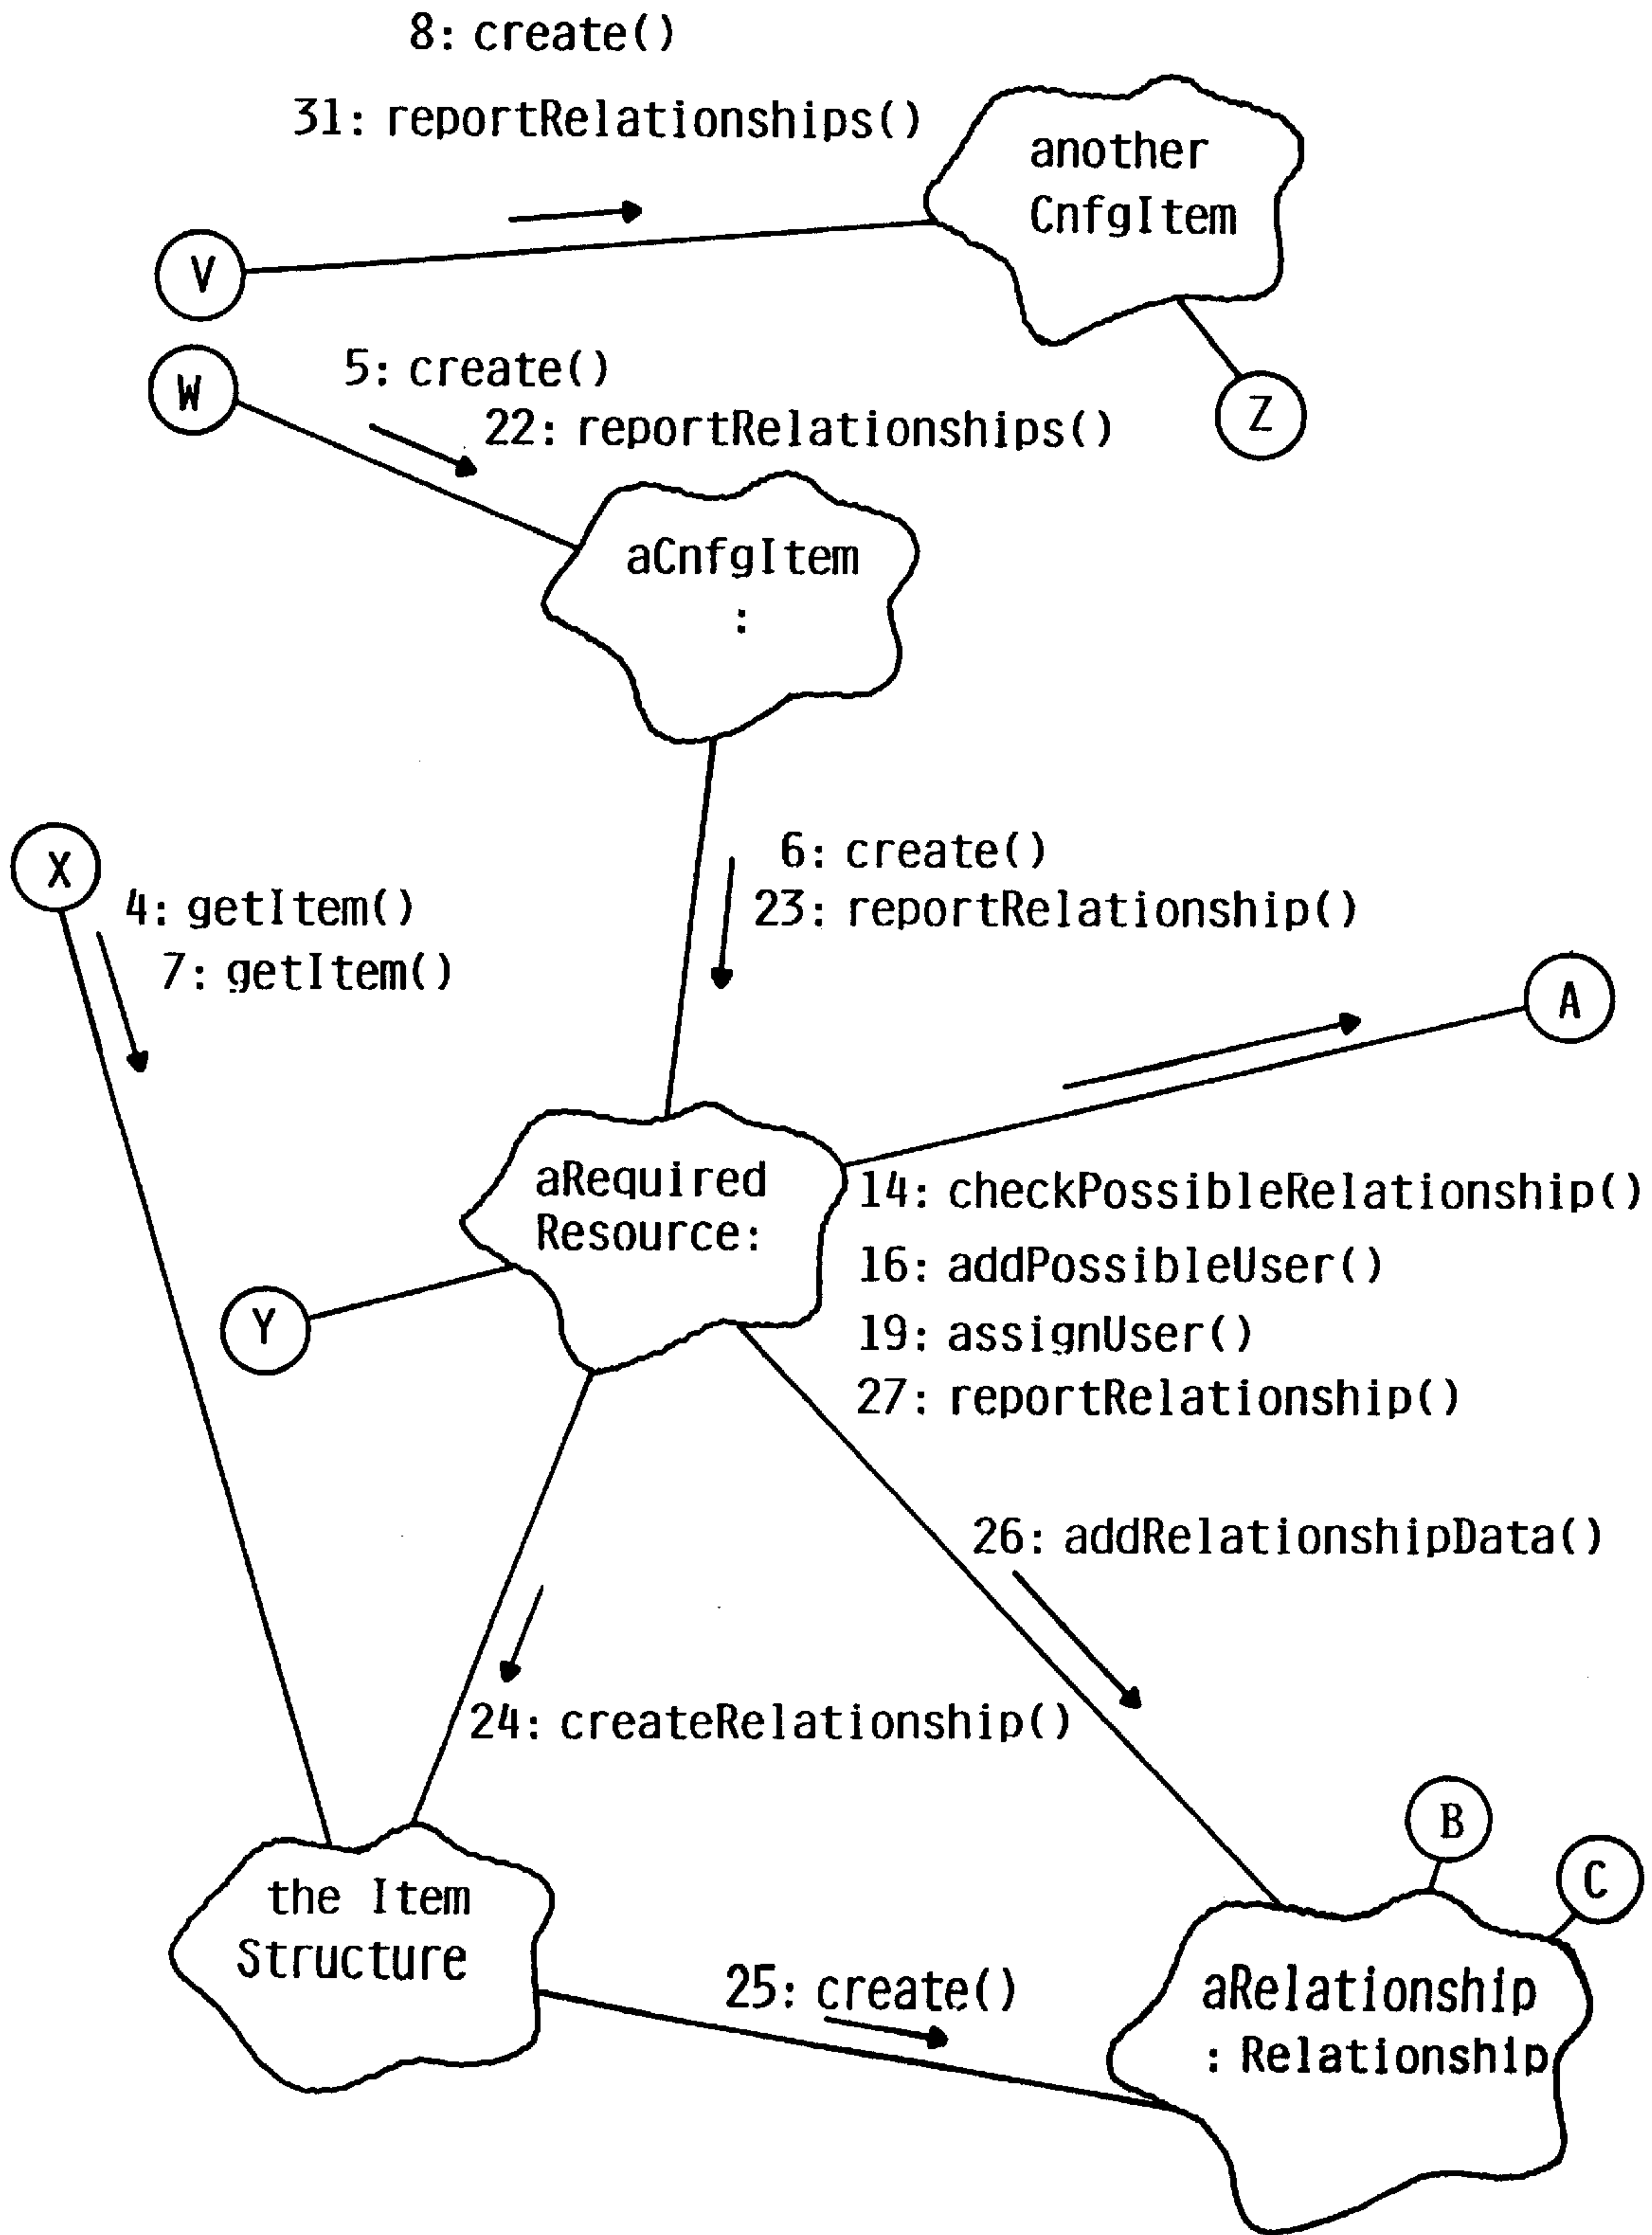 8: create()
31: reportRelationships()
another
CnfgItem
V
W
5: create()
22: reportRelationships()
Z
aCnfgItem
:
X
4: getItem()
7: getItem()
6: create()
23: reportRelationship()
A
aRequired
Resource:
14: checkPossibleRelationship()
16: addPossibleUser()
19: assignUser()
27: reportRelationship()
Y
26: addRelationshipData()
24: createRelationship()
B
C
the Item
Structure
25: create()
aRelationship
: Relationship